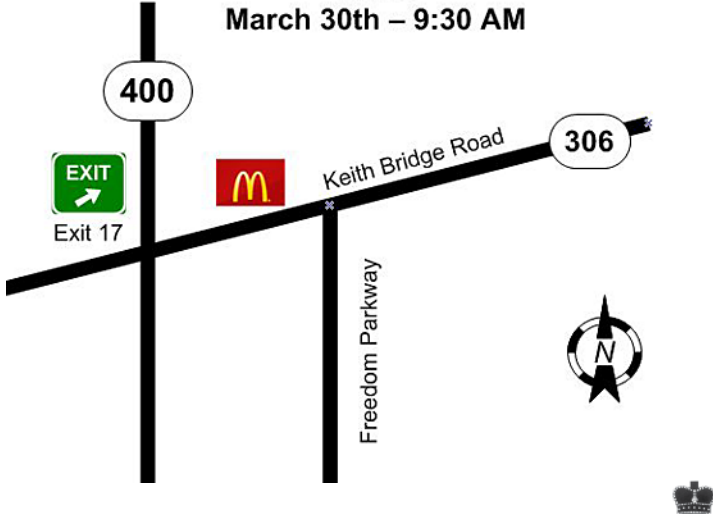 March 30th – 9:30 AM
400
306
Keith Bridge Road
EXIT
Exit 17
Freedom Parkway
N